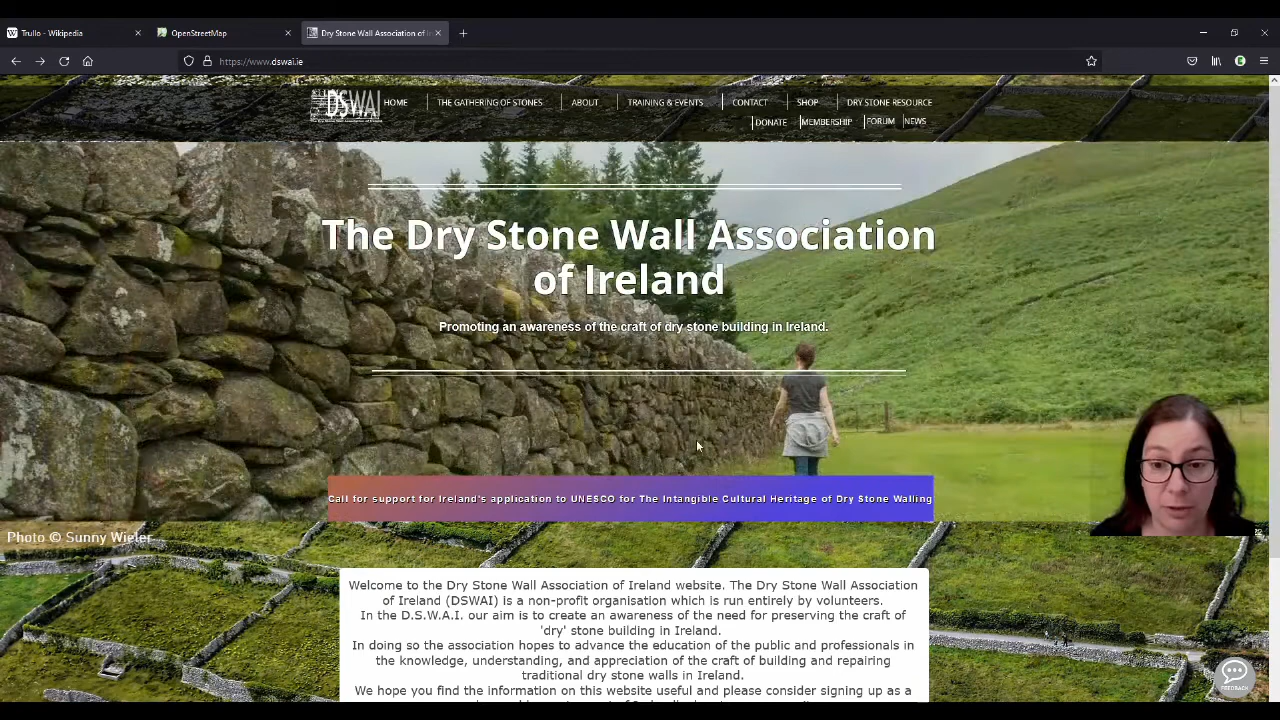 Trullo - Wikipedia
OpenStreetMap
Dry Stone Wall Association of
https://www.dswai.ie
DSWAI
HOME
THE GATHERING OF STONES
ABOUT
TRAINING & EVENTS
CONTACT
SHOP
DRY STONE RESOURCE
DONATE
MEMBERSHIP
FORUM
NEWS
The Dry Stone Wall Association
of Ireland
Promoting an awareness of the craft of dry stone building in Ireland.
Call for support for Ireland's application to UNESCO for The Intangible Cultural Heritage of Dry Stone Walling
Photo © Sunny Wieler
Welcome to the Dry Stone Wall Association of Ireland website. The Dry Stone Wall Association
of Ireland (DSWAI) is a non-profit organisation which is run entirely by volunteers.
In the D.S.W.A.I. our aim is to create an awareness of the need for preserving the craft of
'dry' stone building in Ireland.
In doing so the association hopes to advance the education of the public and professionals in
the knowledge, understanding, and appreciation of the craft of building and repairing
traditional dry stone walls in Ireland.
We hope you find the information on this website useful and please consider signing up as a
FEEDBACK